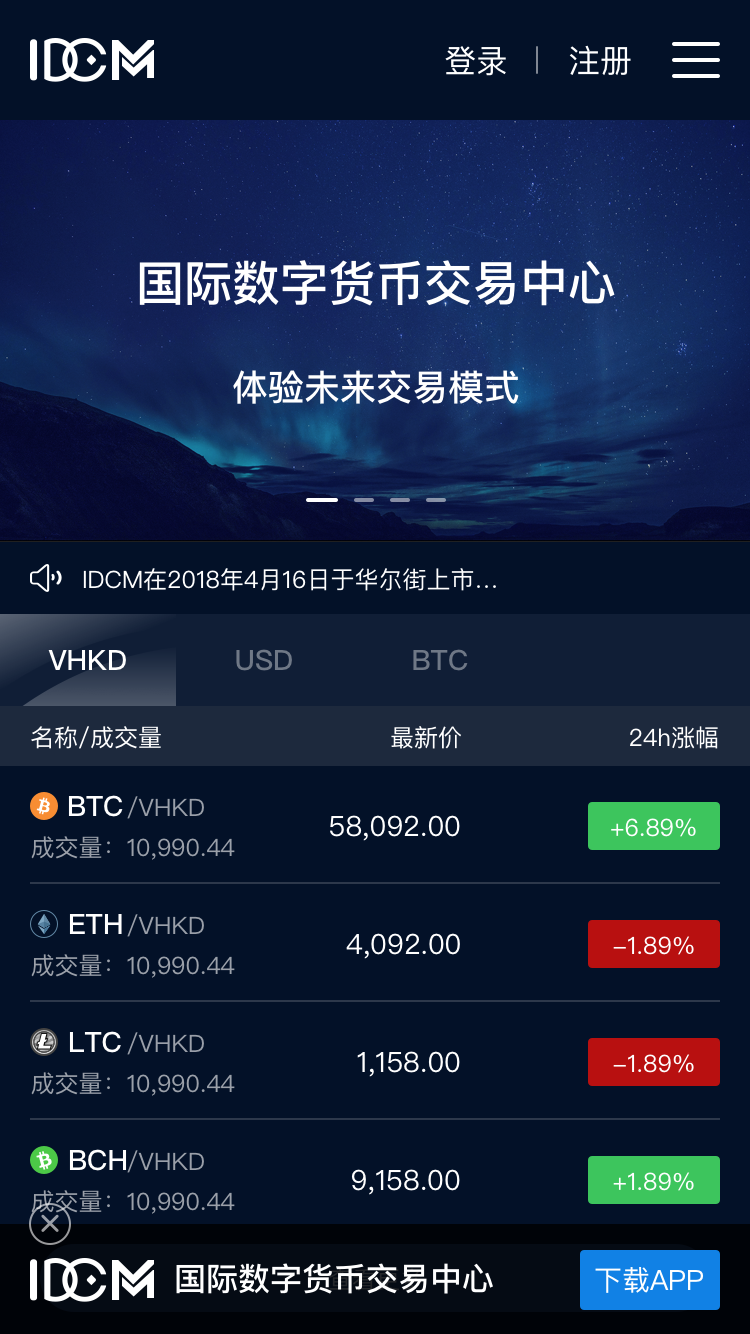 IDCM
登录 | 注册
国际数字货币交易中心
体验未来交易模式
IDCM在2018年4月16日于华尔街上市...
VHKD USD BTC
名称/成交量 最新价 24h涨幅
BTC/VHKD
58,092.00 +6.89%
成交量：10,990.44
ETH/VHKD
4,092.00 -1.89%
成交量：10,990.44
LTC/VHKD
1,158.00 -1.89%
成交量：10,990.44
BCH/VHKD
9,158.00 +1.89%
成交量：10,990.44
IDCM 国际数字货币交易中心 下载APP